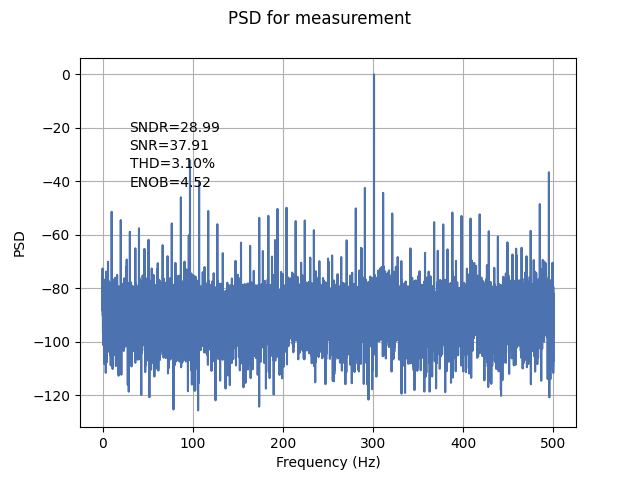 PSD for measurement
0
−20
−40
−60
−80
−100
−120
PSD
SNDR=28.99
SNR=37.91
THD=3.10%
ENOB=4.52
0
100
200
300
400
500
Frequency (Hz)